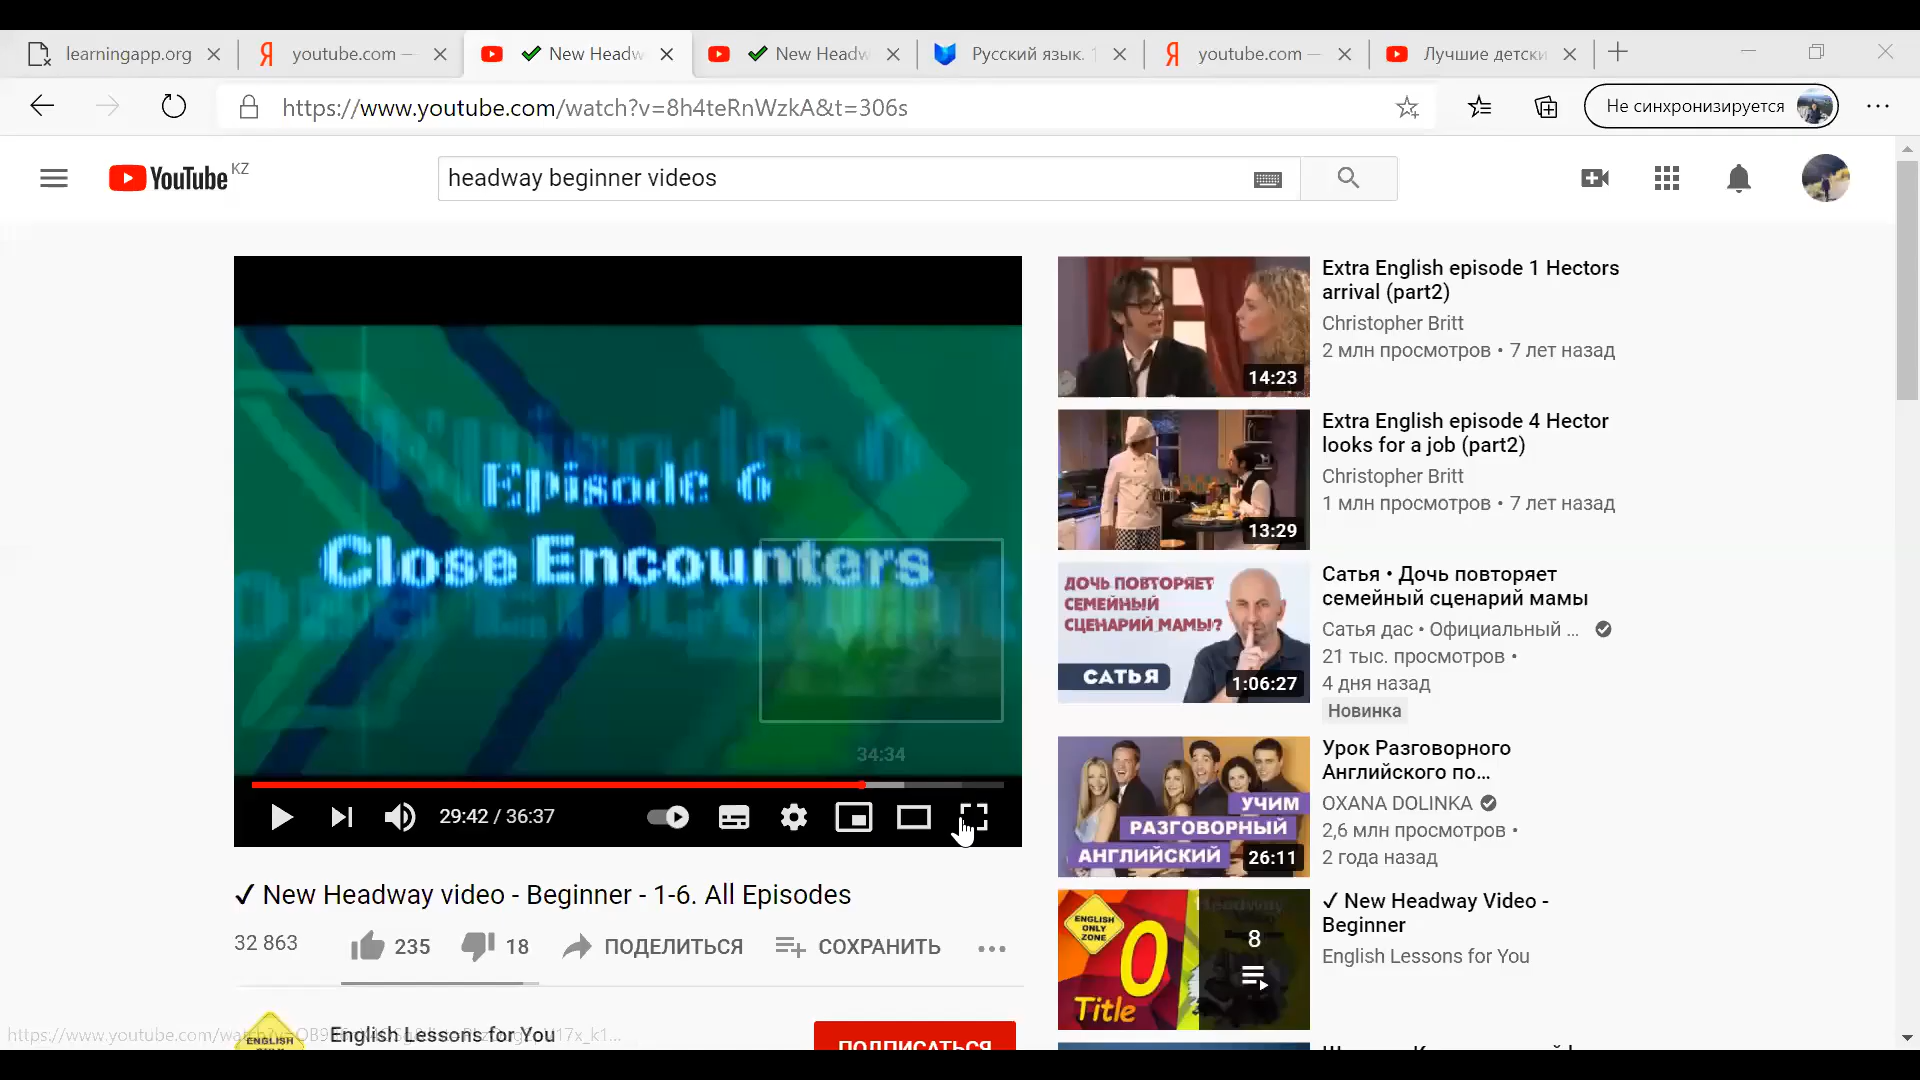 learningapp.org
youtube.com —
✓ New Headw
✓ New Headw
Русский язык. 1
youtube.com —
Лучшие детски
https://www.youtube.com/watch?v=8h4teRnWzkA&t=306s
Не синхронизируется
YouTube KZ
headway beginner videos
Episode 6
Close Encounters
34:34
29:42 / 36:37
✓ New Headway video - Beginner - 1-6. All Episodes
32 863
235
18
ПОДЕЛИТЬСЯ
СОХРАНИТЬ
English Lessons for You
ENGLISH
ПОДПИСАТЬСЯ
Extra English episode 1 Hectors
arrival (part2)
Christopher Britt
2 млн просмотров • 7 лет назад
14:23
Extra English episode 4 Hector
looks for a job (part2)
Christopher Britt
1 млн просмотров • 7 лет назад
13:29
ДОЧЬ ПОВТОРЯЕТ
СЕМЕЙНЫЙ
СЦЕНАРИЙ МАМЫ?
САТЬЯ
1:06:27
Сатья • Дочь повторяет
семейный сценарий мамы
Сатья дас • Официальный ...
21 тыс. просмотров •
4 дня назад
Новинка
УЧИМ
РАЗГОВОРНЫЙ
АНГЛИЙСКИЙ
26:11
Урок Разговорного
Английского по...
OXANA DOLINKA
2,6 млн просмотров •
2 года назад
ENGLISH
ONLY
ZONE
0
Title
Headway
8
✓ New Headway Video -
Beginner
English Lessons for You